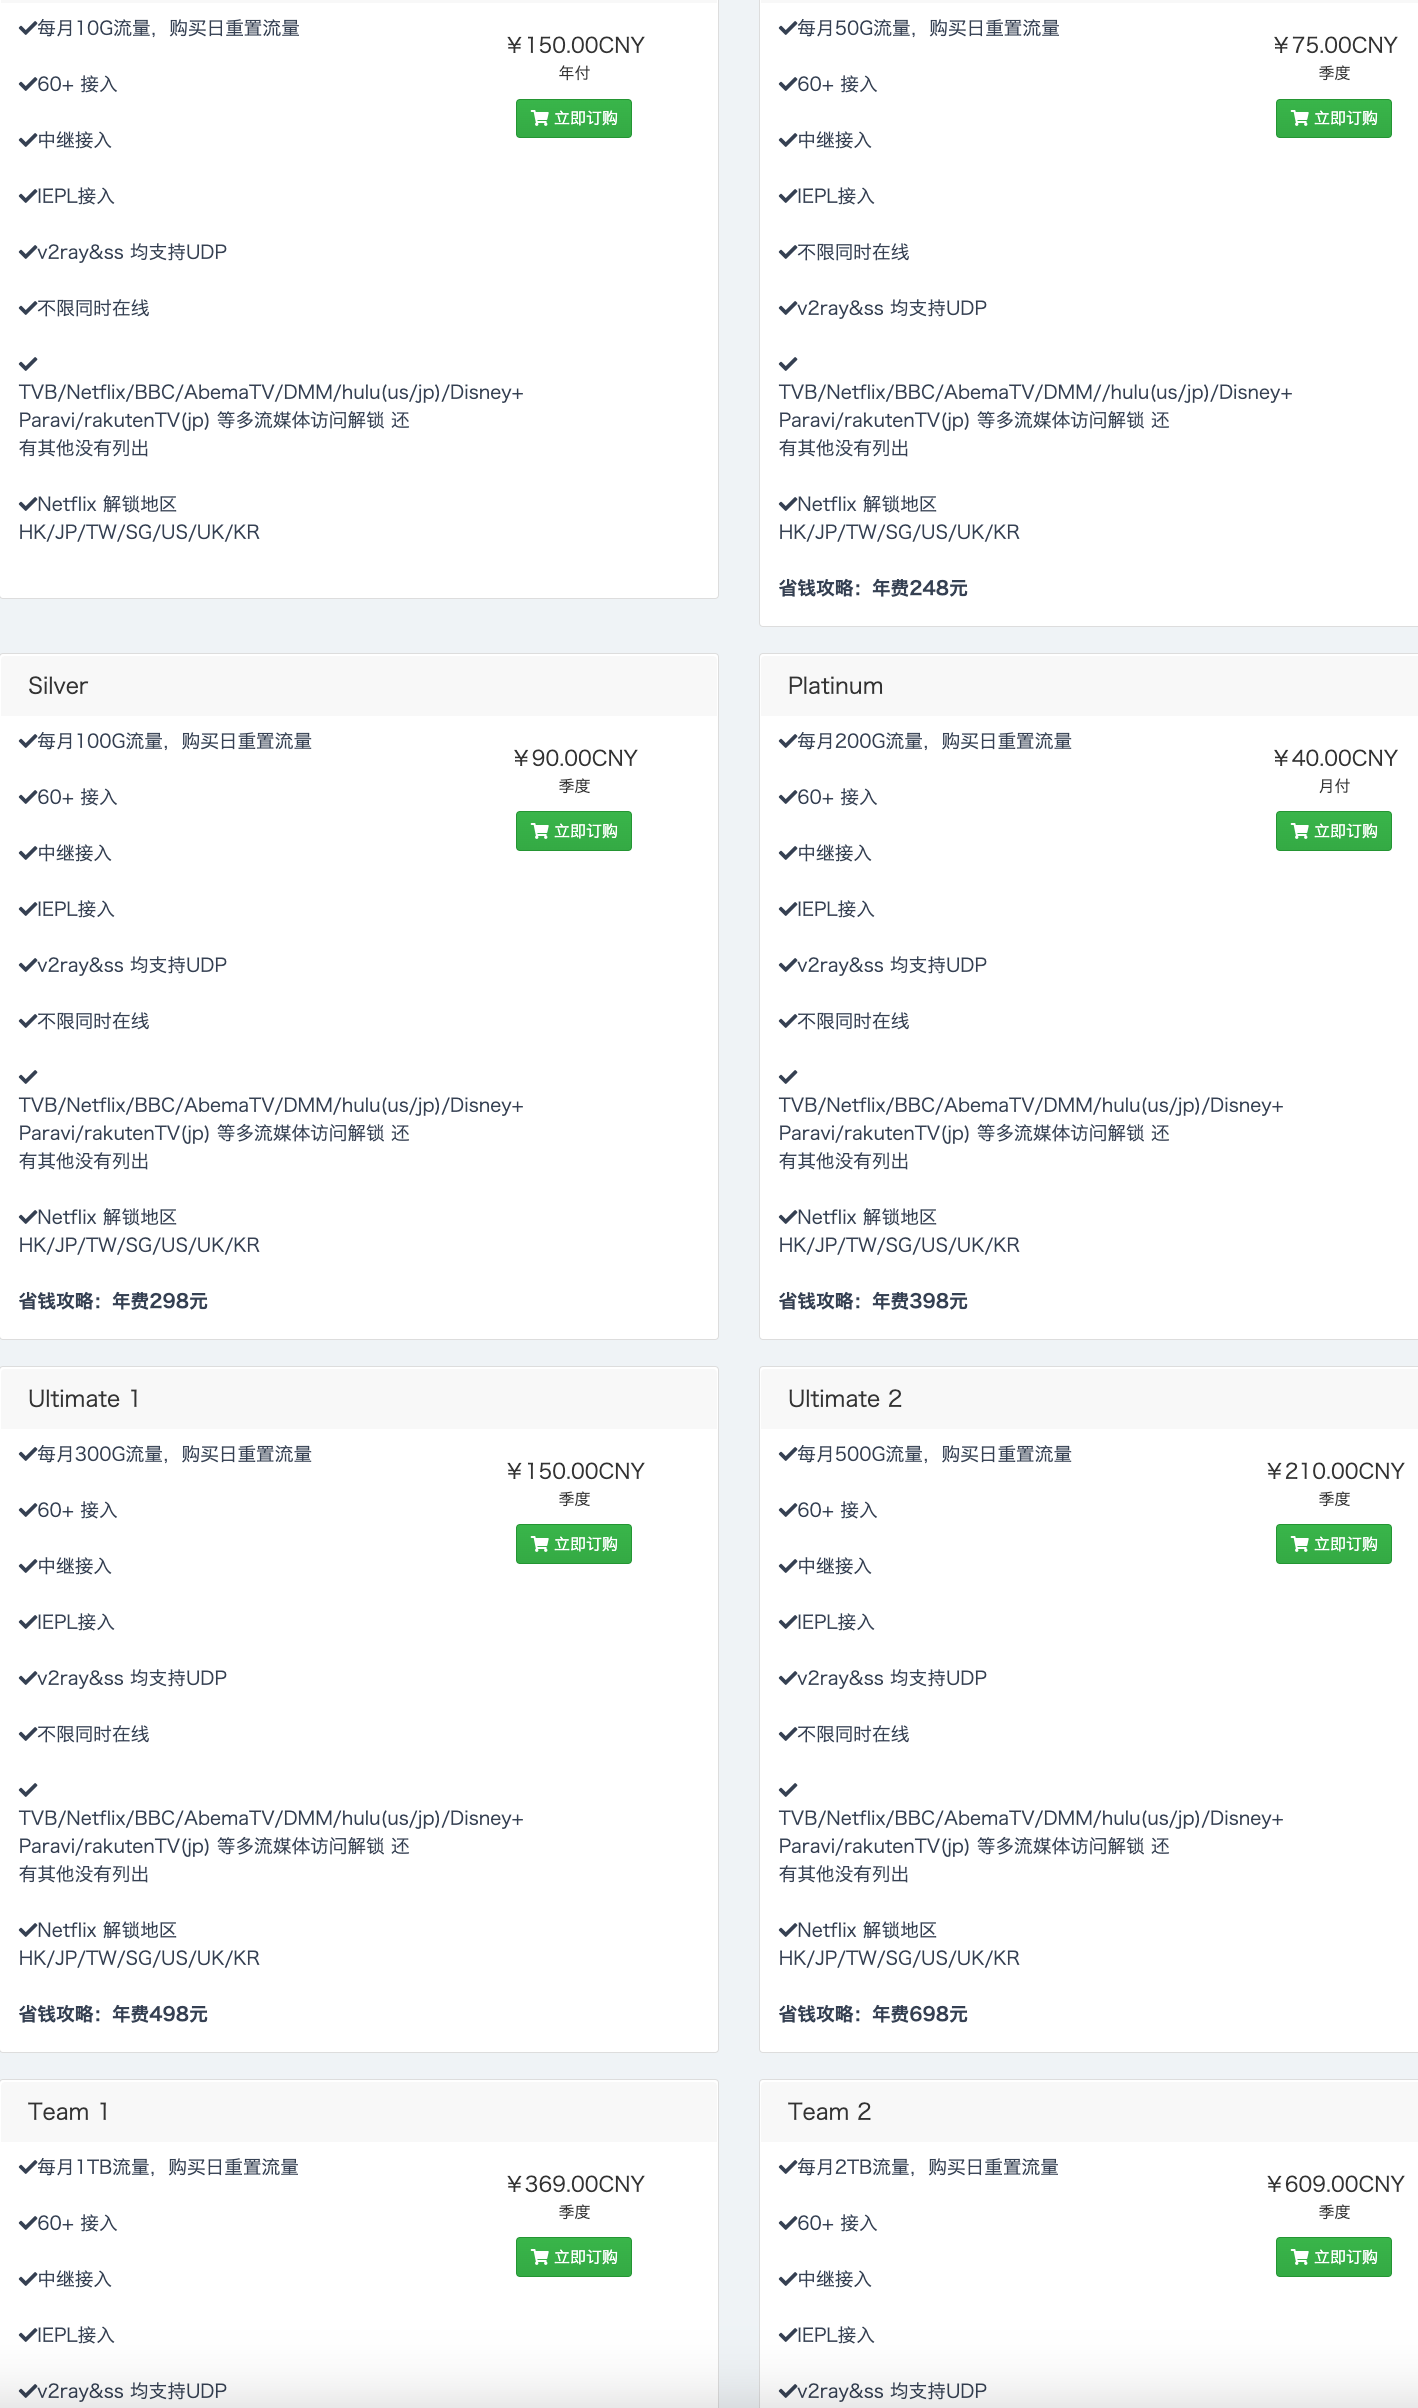 ✔每月10G流量，购买日重置流量
✔60+ 接入
✔中继接入
✔IEPL接入
✔v2ray&ss 均支持UDP
✔不限同时在线
✔
TVB/Netflix/BBC/AbemaTV/DMM/hulu(us/jp)/Disney+
Paravi/rakutenTV(jp) 等多流媒体访问解锁 还
有其他没有列出
✔Netflix 解锁地区
HK/JP/TW/SG/US/UK/KR
¥150.00CNY
年付
立即订购
✔每月50G流量，购买日重置流量
✔60+ 接入
✔中继接入
✔IEPL接入
✔不限同时在线
✔v2ray&ss 均支持UDP
✔
TVB/Netflix/BBC/AbemaTV/DMM//hulu(us/jp)/Disney+
Paravi/rakutenTV(jp) 等多流媒体访问解锁 还
有其他没有列出
✔Netflix 解锁地区
HK/JP/TW/SG/US/UK/KR
省钱攻略：年费248元
¥75.00CNY
季度
立即订购
Silver
✔每月100G流量，购买日重置流量
✔60+ 接入
✔中继接入
✔IEPL接入
✔v2ray&ss 均支持UDP
✔不限同时在线
✔
TVB/Netflix/BBC/AbemaTV/DMM/hulu(us/jp)/Disney+
Paravi/rakutenTV(jp) 等多流媒体访问解锁 还
有其他没有列出
✔Netflix 解锁地区
HK/JP/TW/SG/US/UK/KR
省钱攻略：年费298元
¥90.00CNY
季度
立即订购
Platinum
✔每月200G流量，购买日重置流量
✔60+ 接入
✔中继接入
✔IEPL接入
✔v2ray&ss 均支持UDP
✔不限同时在线
✔
TVB/Netflix/BBC/AbemaTV/DMM/hulu(us/jp)/Disney+
Paravi/rakutenTV(jp) 等多流媒体访问解锁 还
有其他没有列出
✔Netflix 解锁地区
HK/JP/TW/SG/US/UK/KR
省钱攻略：年费398元
¥40.00CNY
月付
立即订购
Ultimate 1
✔每月300G流量，购买日重置流量
✔60+ 接入
✔中继接入
✔IEPL接入
✔v2ray&ss 均支持UDP
✔不限同时在线
✔
TVB/Netflix/BBC/AbemaTV/DMM/hulu(us/jp)/Disney+
Paravi/rakutenTV(jp) 等多流媒体访问解锁 还
有其他没有列出
✔Netflix 解锁地区
HK/JP/TW/SG/US/UK/KR
省钱攻略：年费498元
¥150.00CNY
季度
立即订购
Ultimate 2
✔每月500G流量，购买日重置流量
✔60+ 接入
✔中继接入
✔IEPL接入
✔v2ray&ss 均支持UDP
✔不限同时在线
✔
TVB/Netflix/BBC/AbemaTV/DMM/hulu(us/jp)/Disney+
Paravi/rakutenTV(jp) 等多流媒体访问解锁 还
有其他没有列出
✔Netflix 解锁地区
HK/JP/TW/SG/US/UK/KR
省钱攻略：年费698元
¥210.00CNY
季度
立即订购
Team 1
✔每月1TB流量，购买日重置流量
✔60+ 接入
✔中继接入
✔IEPL接入
✔v2ray&ss 均支持UDP
¥369.00CNY
季度
立即订购
Team 2
✔每月2TB流量，购买日重置流量
✔60+ 接入
✔中继接入
✔IEPL接入
✔v2ray&ss 均支持UDP
¥609.00CNY
季度
立即订购